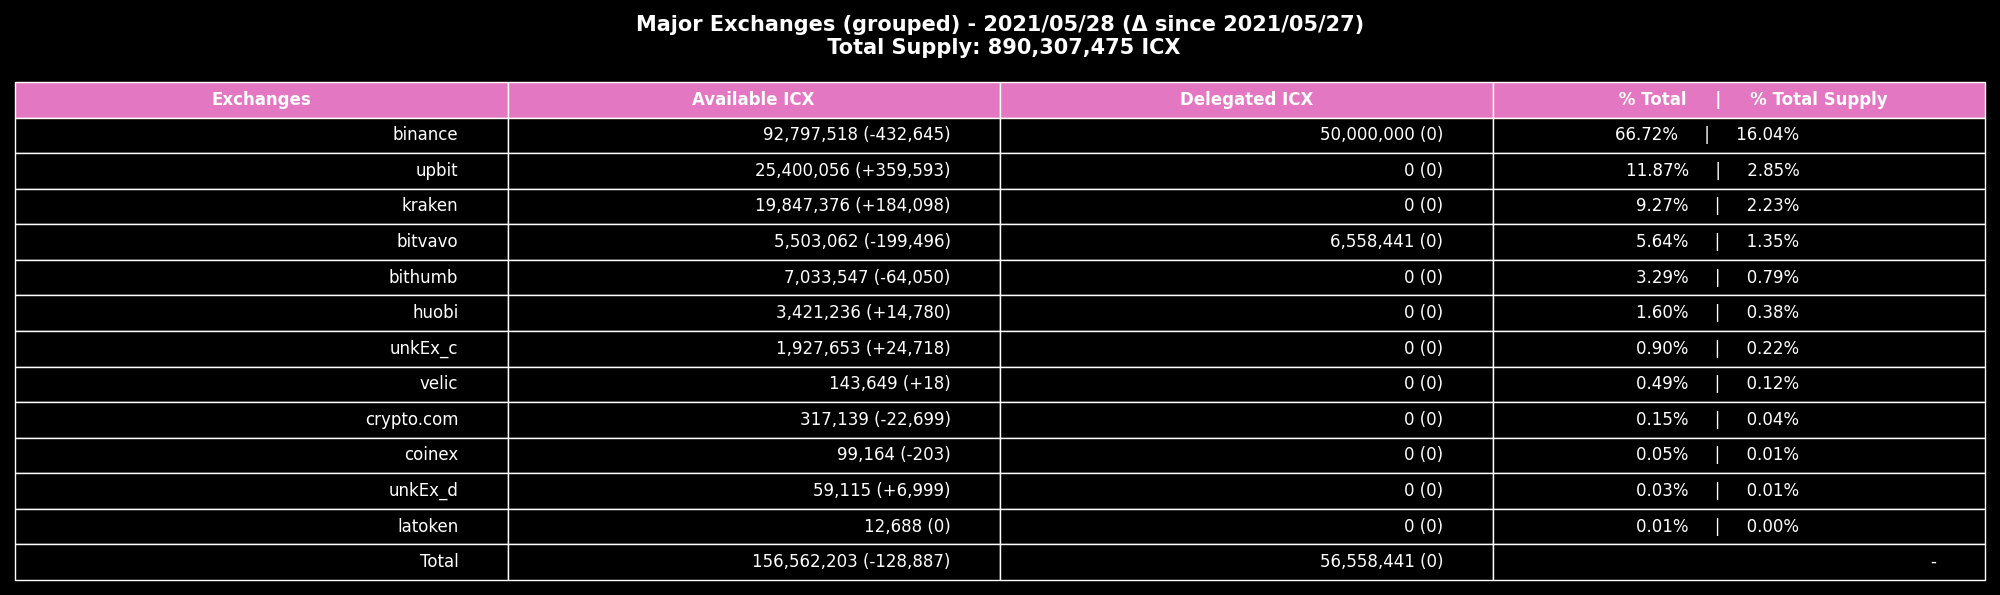 Major Exchanges (grouped) - 2021/05/28 (Δ since 2021/05/27)
Total Supply: 890,307,475 ICX
Exchanges Available ICX Delegated ICX % Total | % Total Supply
binance 92,797,518 (-432,645) 50,000,000 (0) 66.72% | 16.04%
upbit 25,400,056 (+359,593) 0 (0) 11.87% | 2.85%
kraken 19,847,376 (+184,098) 0 (0) 9.27% | 2.23%
bitvavo 5,503,062 (-199,496) 6,558,441 (0) 5.64% | 1.35%
bithumb 7,033,547 (-64,050) 0 (0) 3.29% | 0.79%
huobi 3,421,236 (+14,780) 0 (0) 1.60% | 0.38%
unkEx_c 1,927,653 (+24,718) 0 (0) 0.90% | 0.22%
velic 143,649 (+18) 0 (0) 0.49% | 0.12%
crypto.com 317,139 (-22,699) 0 (0) 0.15% | 0.04%
coinex 99,164 (-203) 0 (0) 0.05% | 0.01%
unkEx_d 59,115 (+6,999) 0 (0) 0.03% | 0.01%
latoken 12,688 (0) 0 (0) 0.01% | 0.00%
Total 156,562,203 (-128,887) 56,558,441 (0) -